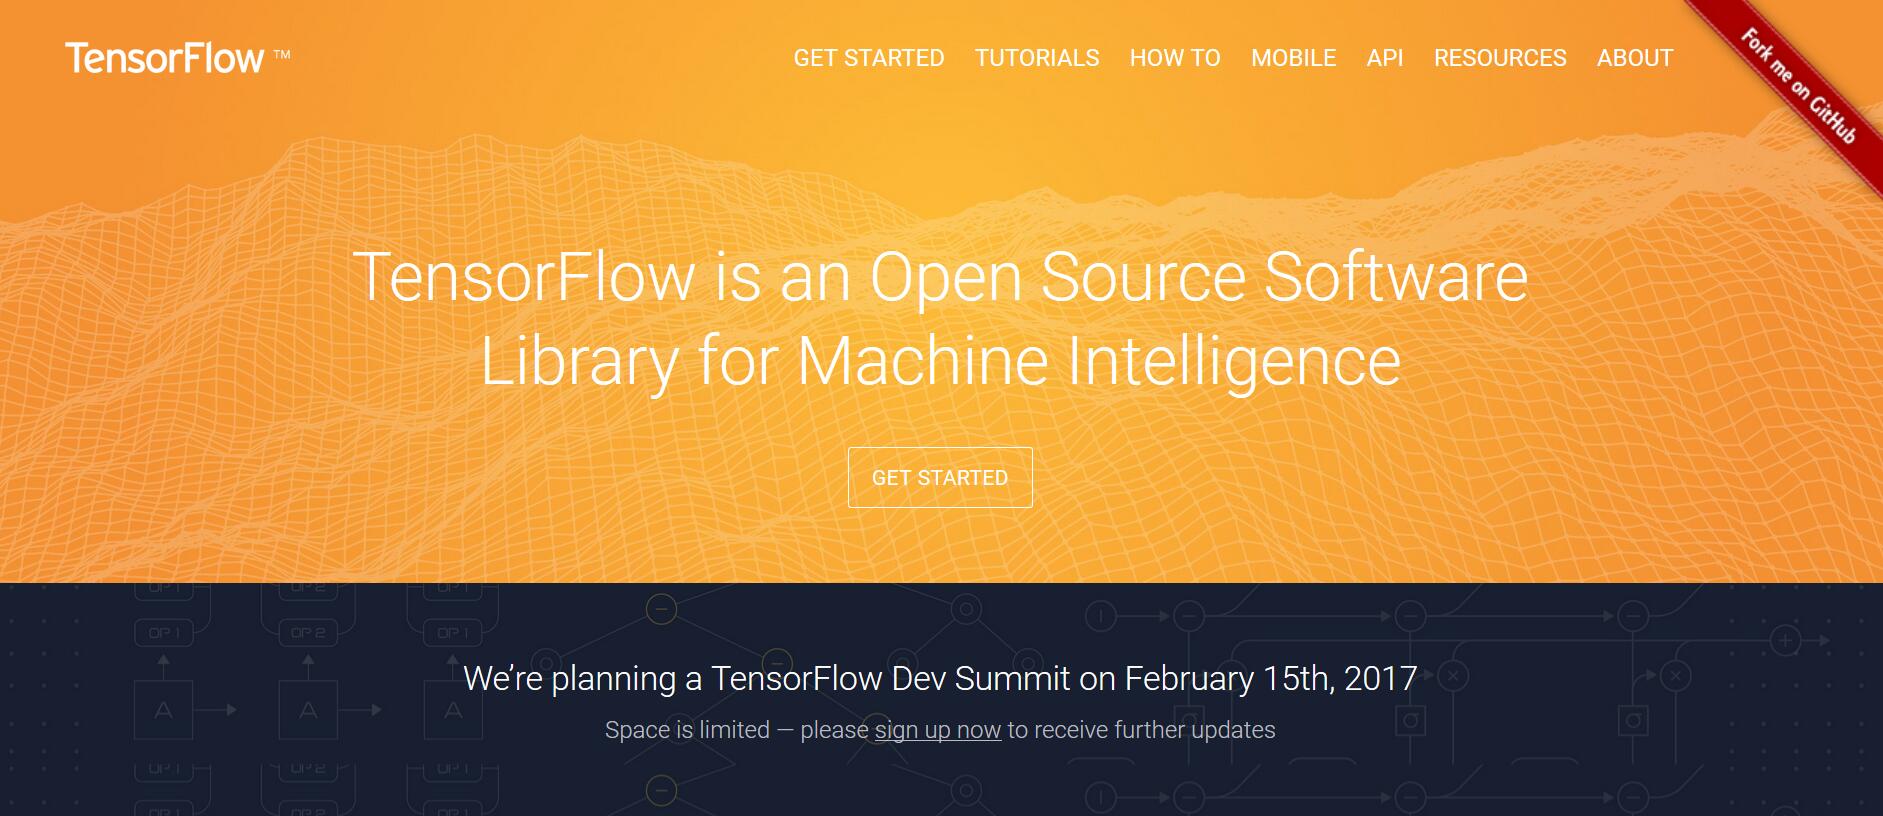 TensorFlow ™
GET STARTED TUTORIALS HOW TO MOBILE API RESOURCES ABOUT
Fork me on GitHub
TensorFlow is an Open Source Software
Library for Machine Intelligence
GET STARTED
OP 1 OP 2 OP 1
OP 1 OP 2 OP 1
We’re planning a TensorFlow Dev Summit on February 15th, 2017
A A A
σ σ σ
Space is limited — please sign up now to receive further updates
OP 1 OP 2 OP 1